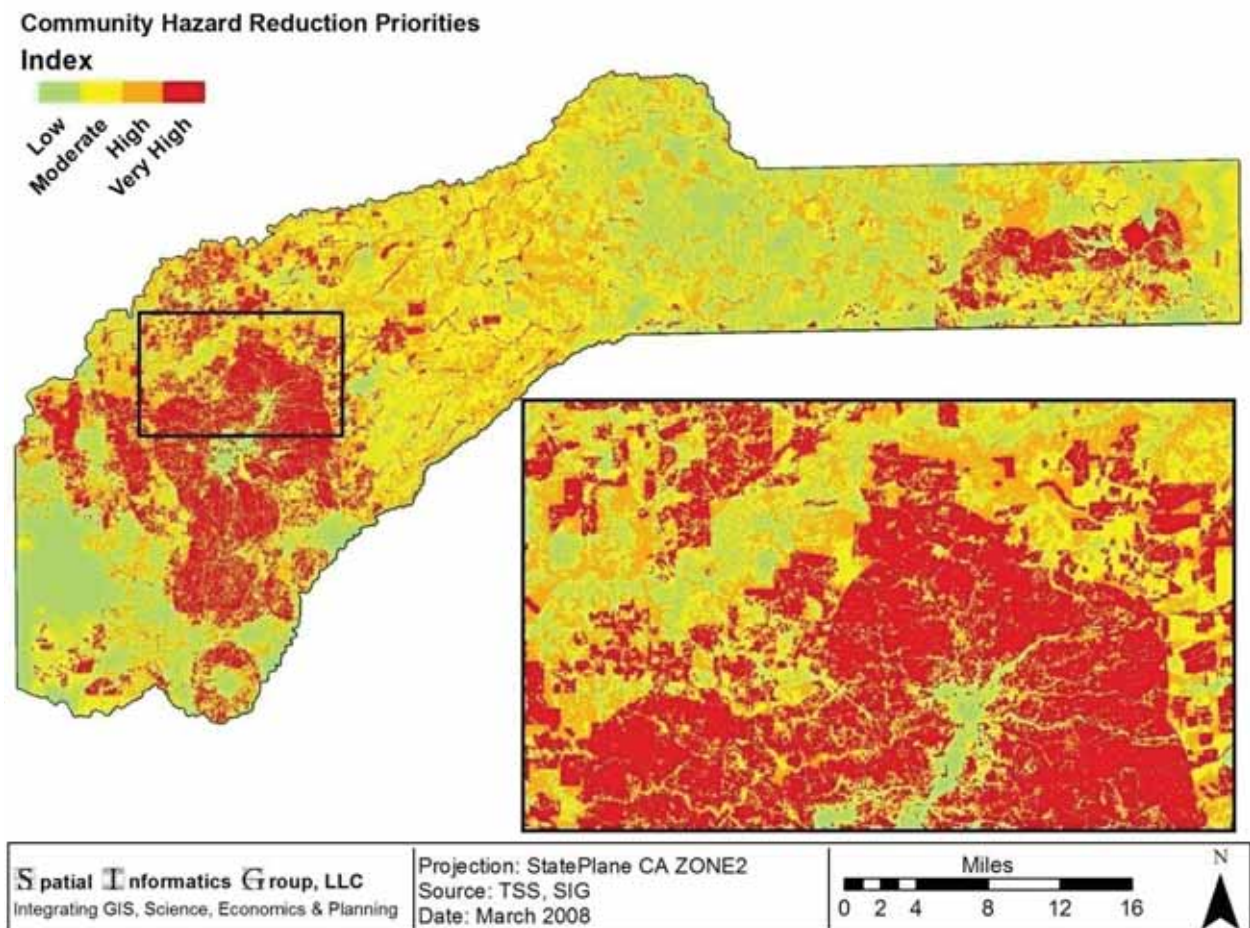 Community Hazard Reduction Priorities
Index
Low
Moderate
High
Very High
Spatial Informatics Group, LLC
Integrating GIS, Science, Economics & Planning
Projection: StatePlane CA ZONE2
Source: TSS, SIG
Date: March 2008
Miles
0 2 4 8 12 16
N